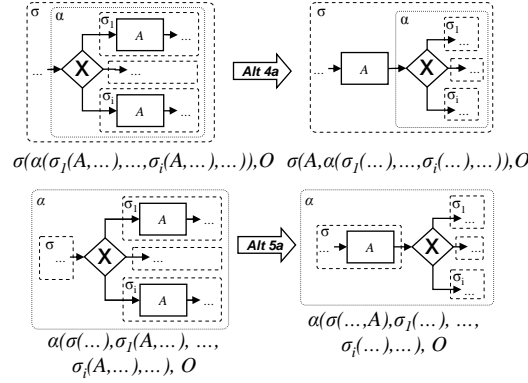 σ α σ1 A ...
... X ...
σi A ...
Alt 4a
σ ... A α X σ1 ... ... σi ...
σ(α(σ1(A,...),...,σi(A,...),...)),O
σ(A,α(σ1(...),...,σi(...),...)),O
α σ ... X σ1 A ...
...
σi A ...
Alt 5a
α σ ... A X σ1 ... ... σi ...
α(σ(...),σ1(A,...), ...,
σi(A,...),...), O
α(σ(...,A),σ1(...), ...,
σi(...),...), O